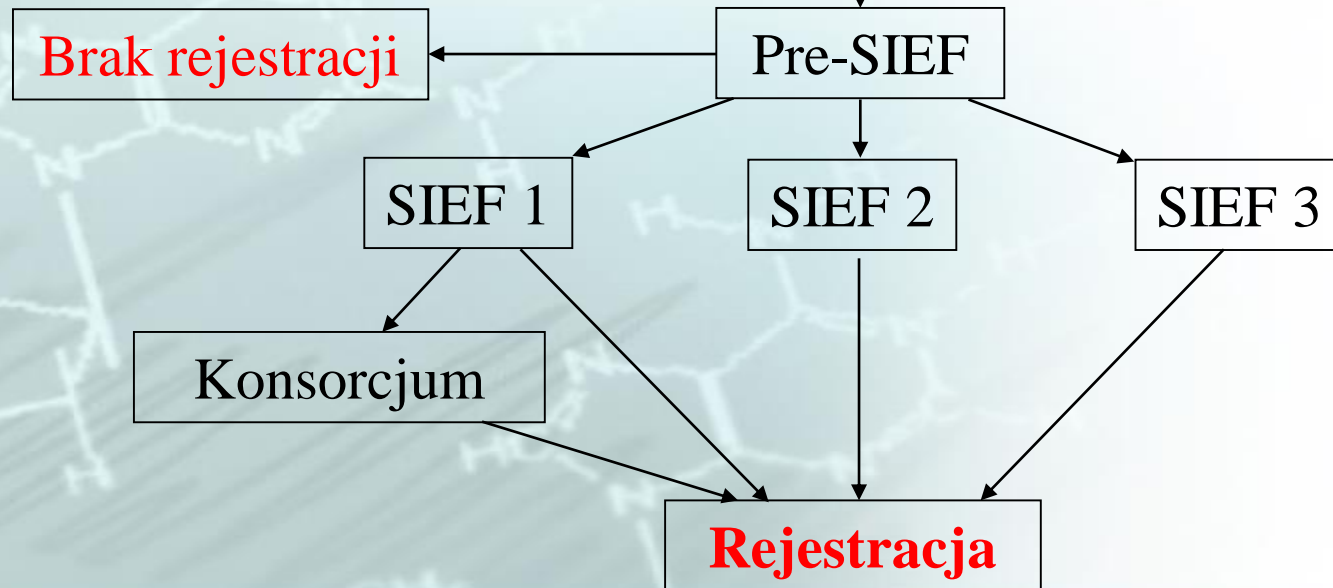 Brak rejestracji
Pre-SIEF
SIEF 1
SIEF 2
SIEF 3
Konsorcjum
Rejestracja